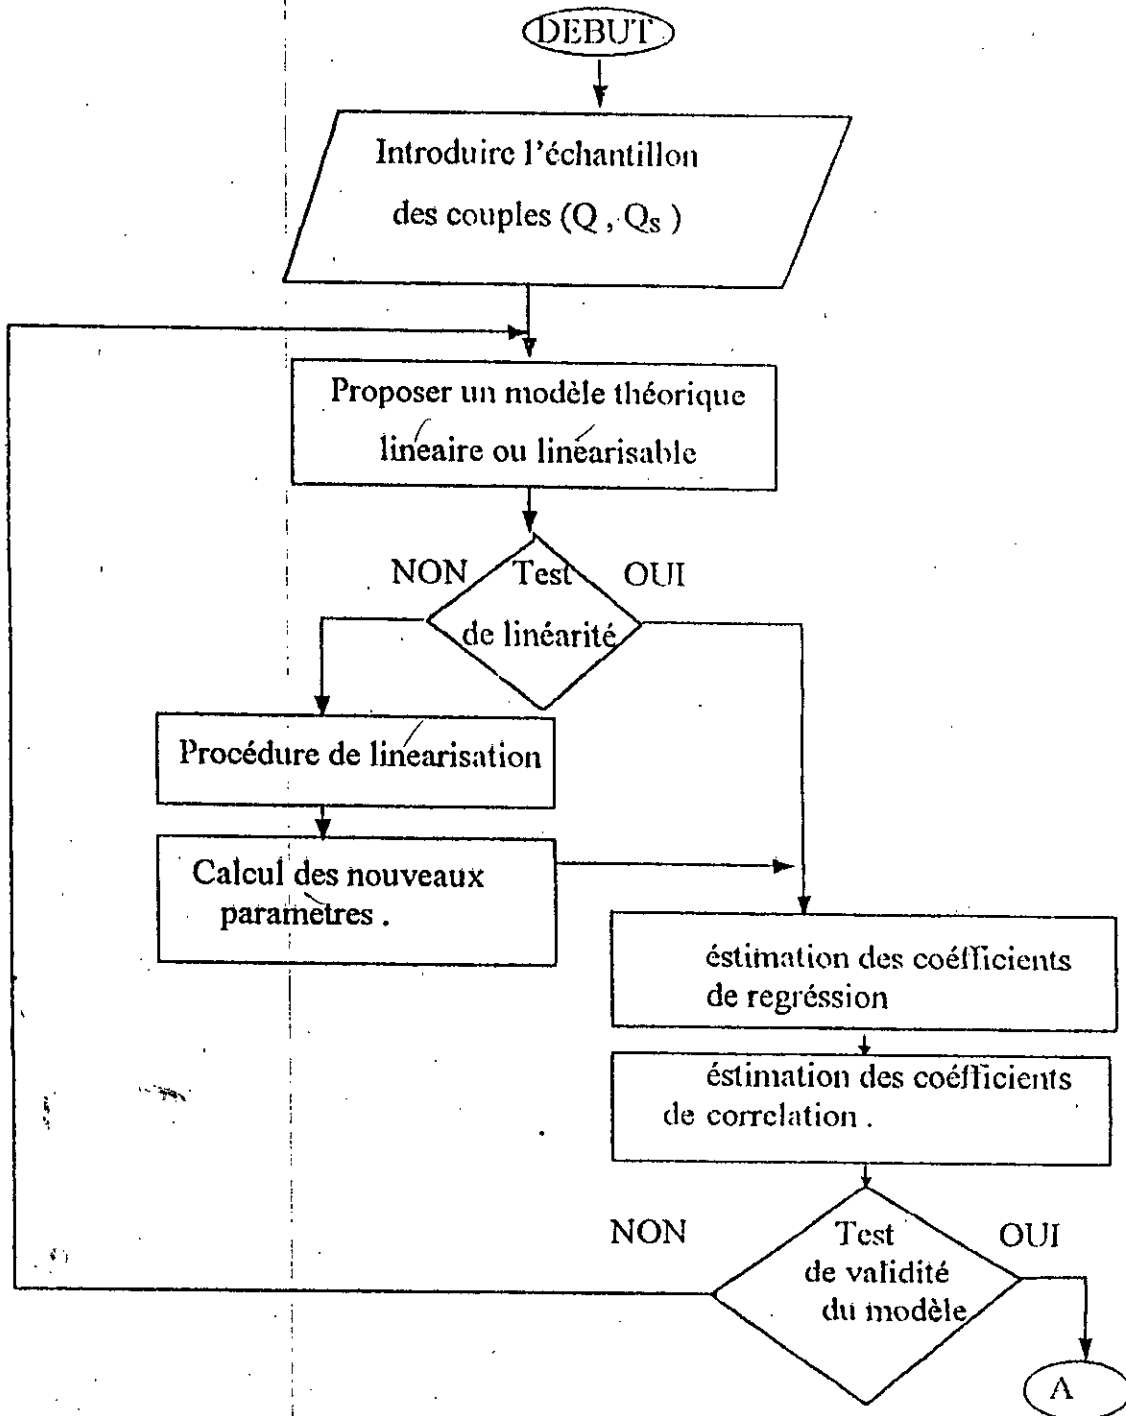 DEBUT
Introduire l'échantillon
des couples (Q , Qs )
Proposer un modèle théorique
linéaire ou linéarisable
NON
Test
OUI
de linéarité
Procédure de linéarisation
Calcul des nouveaux
paramètres .
éstimation des coéfficients
de regréssion
éstimation des coéfficients
de correlation .
NON
Test
OUI
de validité
du modèle
A